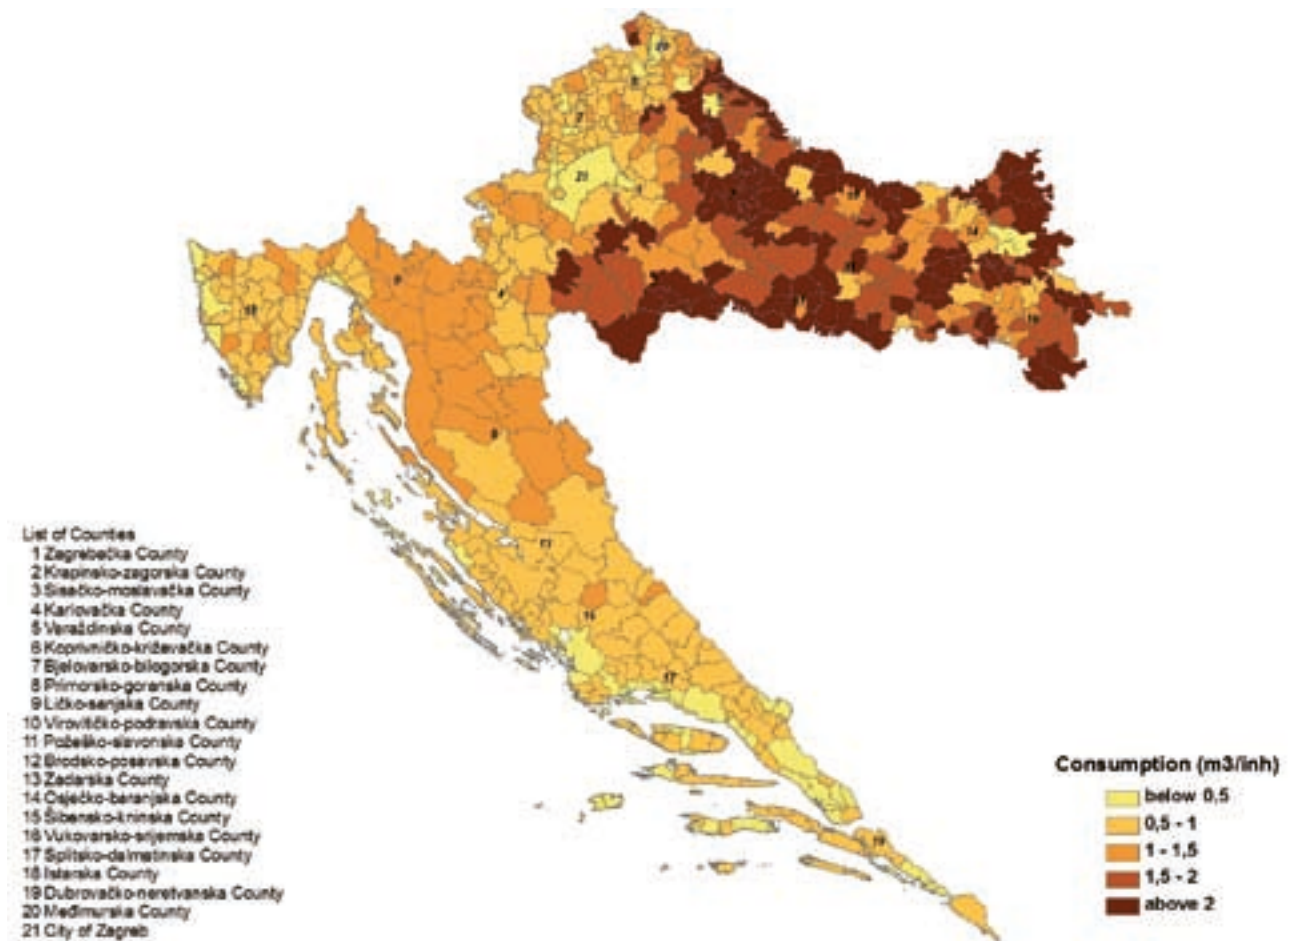 List of Counties
1 Zagrebačka County
2 Krapinsko-zagorska County
3 Sisačko-moslavačka County
4 Karlovačka County
5 Varaždinska County
6 Koprivničko-križevačka County
7 Bjelovarsko-bilogorska County
8 Primorsko-goranska County
9 Ličko-senjska County
10 Virovitičko-podravska County
11 Požeško-slavonska County
12 Brodsko-posavska County
13 Zadarska County
14 Osječko-baranjska County
15 Šibensko-kninska County
16 Vukovarsko-srijemska County
17 Splitsko-dalmatinska County
18 Istarska County
19 Dubrovačko-neretvanska County
20 Međimurska County
21 City of Zagreb
Consumption (m3/inh)
below 0,5
0,5 - 1
1 - 1,5
1,5 - 2
above 2
21
14
17